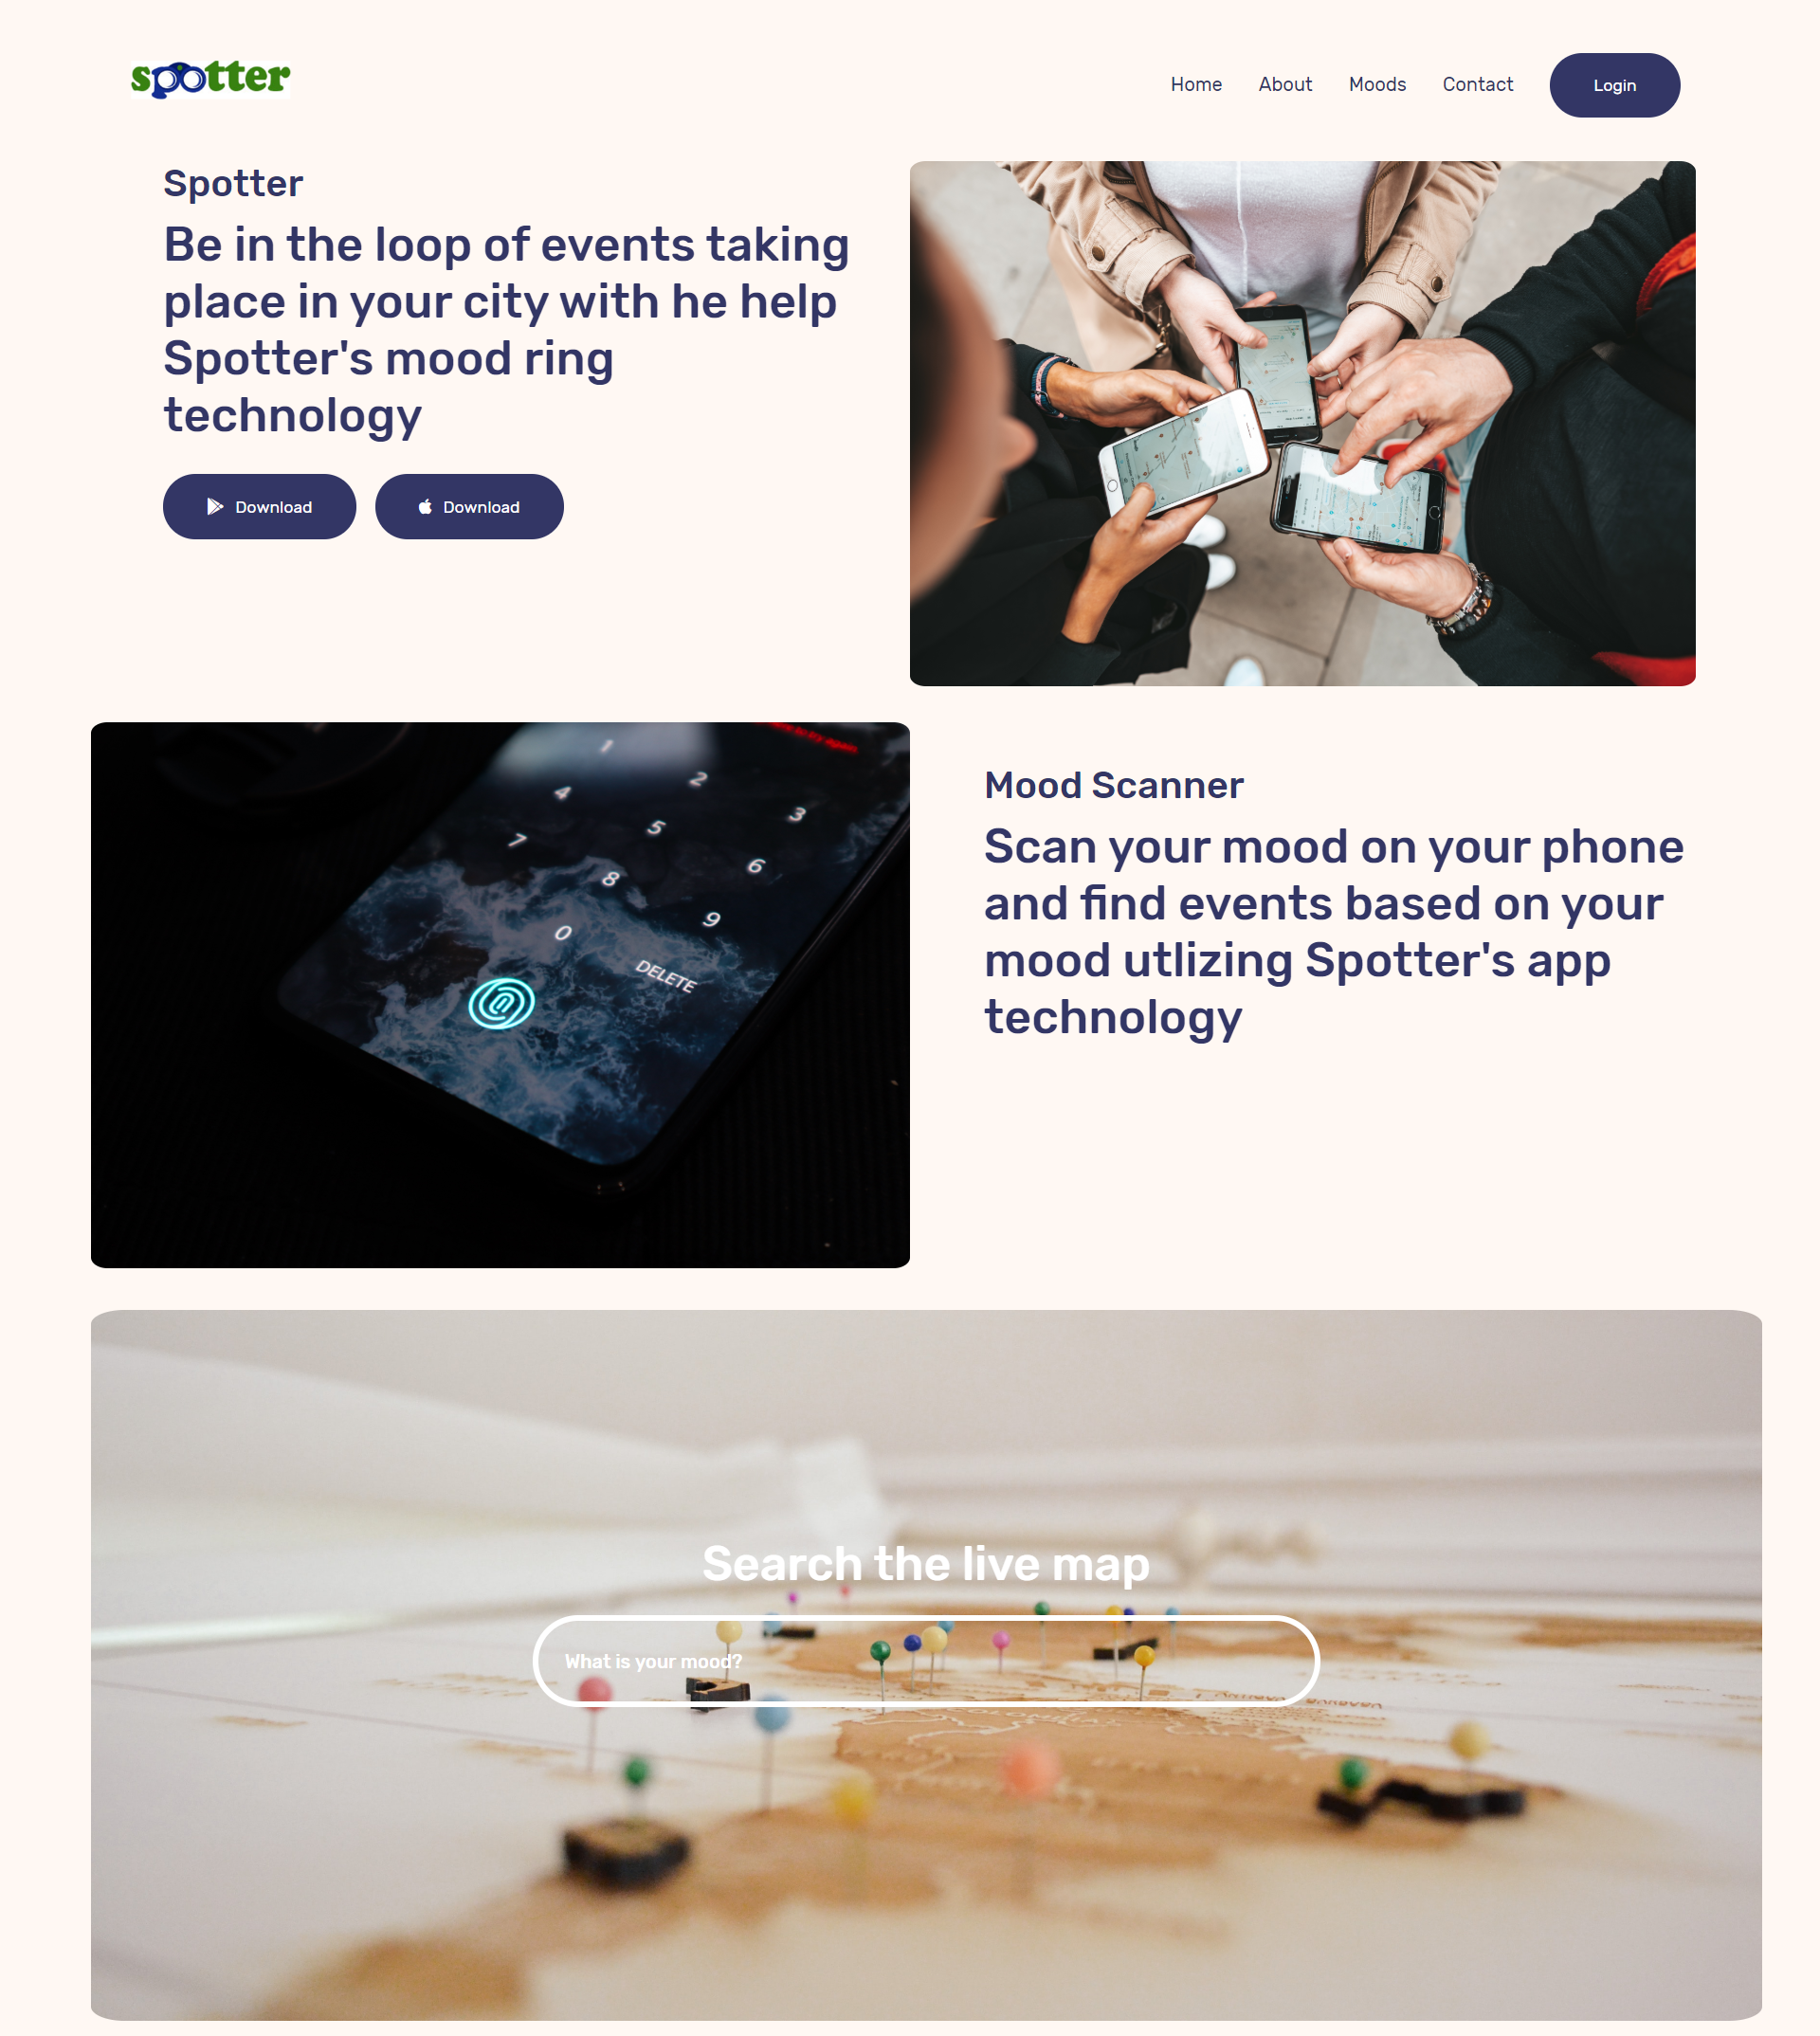 spotter
Home About Moods Contact Login
Spotter
Be in the loop of events taking
place in your city with he help
Spotter's mood ring
technology
Download Download
1
2
3
4
5
6
7
8
9
0
DELETE
Mood Scanner
Scan your mood on your phone
and find events based on your
mood utlizing Spotter's app
technology
Search the live map
What is your mood?